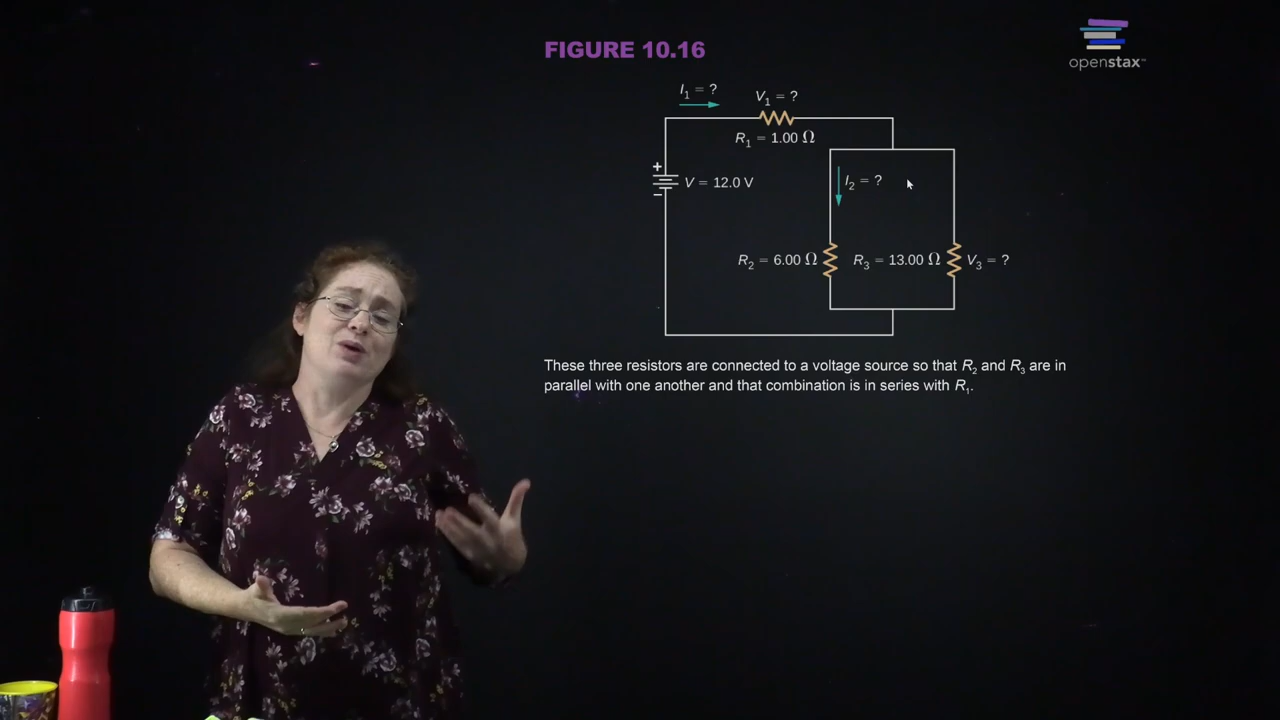 FIGURE 10.16
openstax™
I₁ = ?
V₁ = ?
R₁ = 1.00 Ω
+
V = 12.0 V
−
I₂ = ?
R₂ = 6.00 Ω
R₃ = 13.00 Ω
V₃ = ?
These three resistors are connected to a voltage source so that R₂ and R₃ are in
parallel with one another and that combination is in series with R₁.